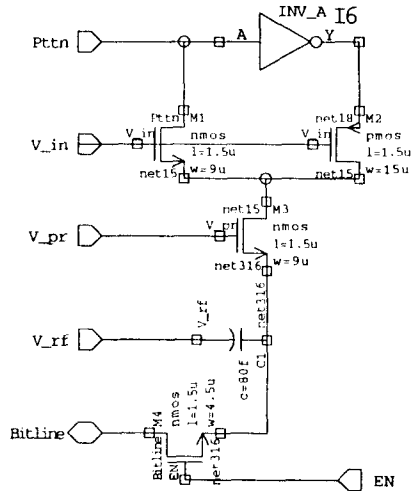 INV_A I6
Pttn
A
Y
Pttn M1
net18 M2
V_in
V_in
nmos
V_in
pmos
l=1.5u
l=1.5u
net15
w=9u
net15
w=15u
net15 M3
V_pr
V_pr
nmos
l=1.5u
w=9u
net316
net316
V_rf
V_rf
C1
c=80f
Bitline
Bitline M4
nmos
l=1.5u
w=4.5u
EN
net316
EN